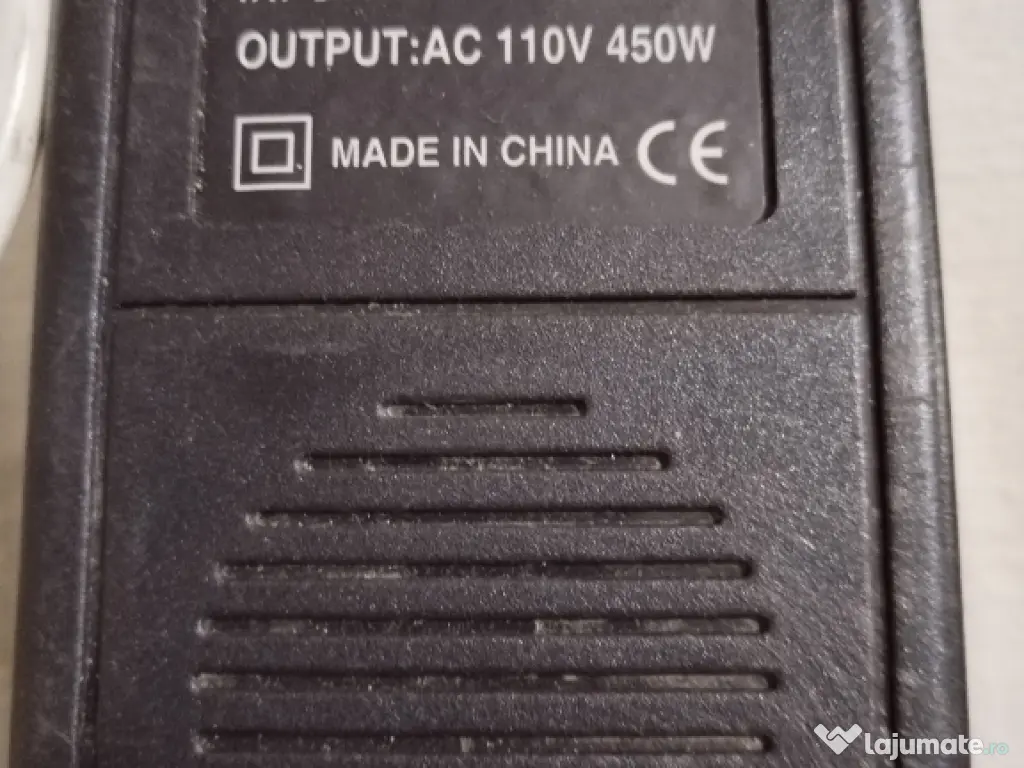 OUTPUT:AC 110V 450W
MADE IN CHINA CE
lajumate.ro